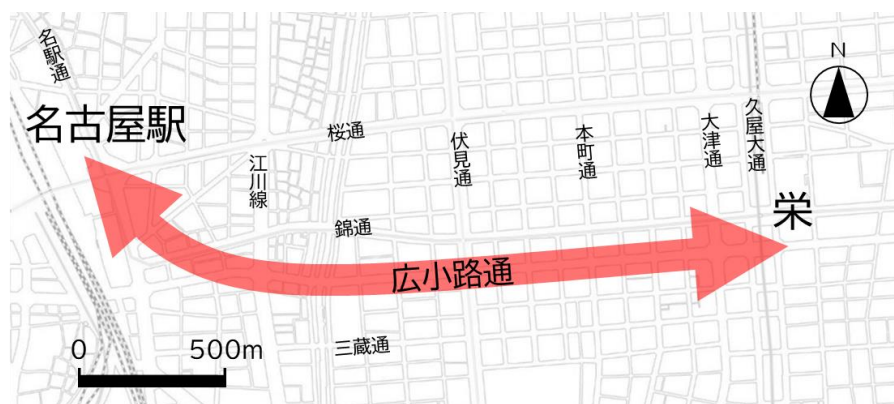 名駅通
名古屋駅
江川線
桜通
伏見通
本町通
大津通
久屋大通
N
錦通
栄
広小路通
三蔵通
0 500m